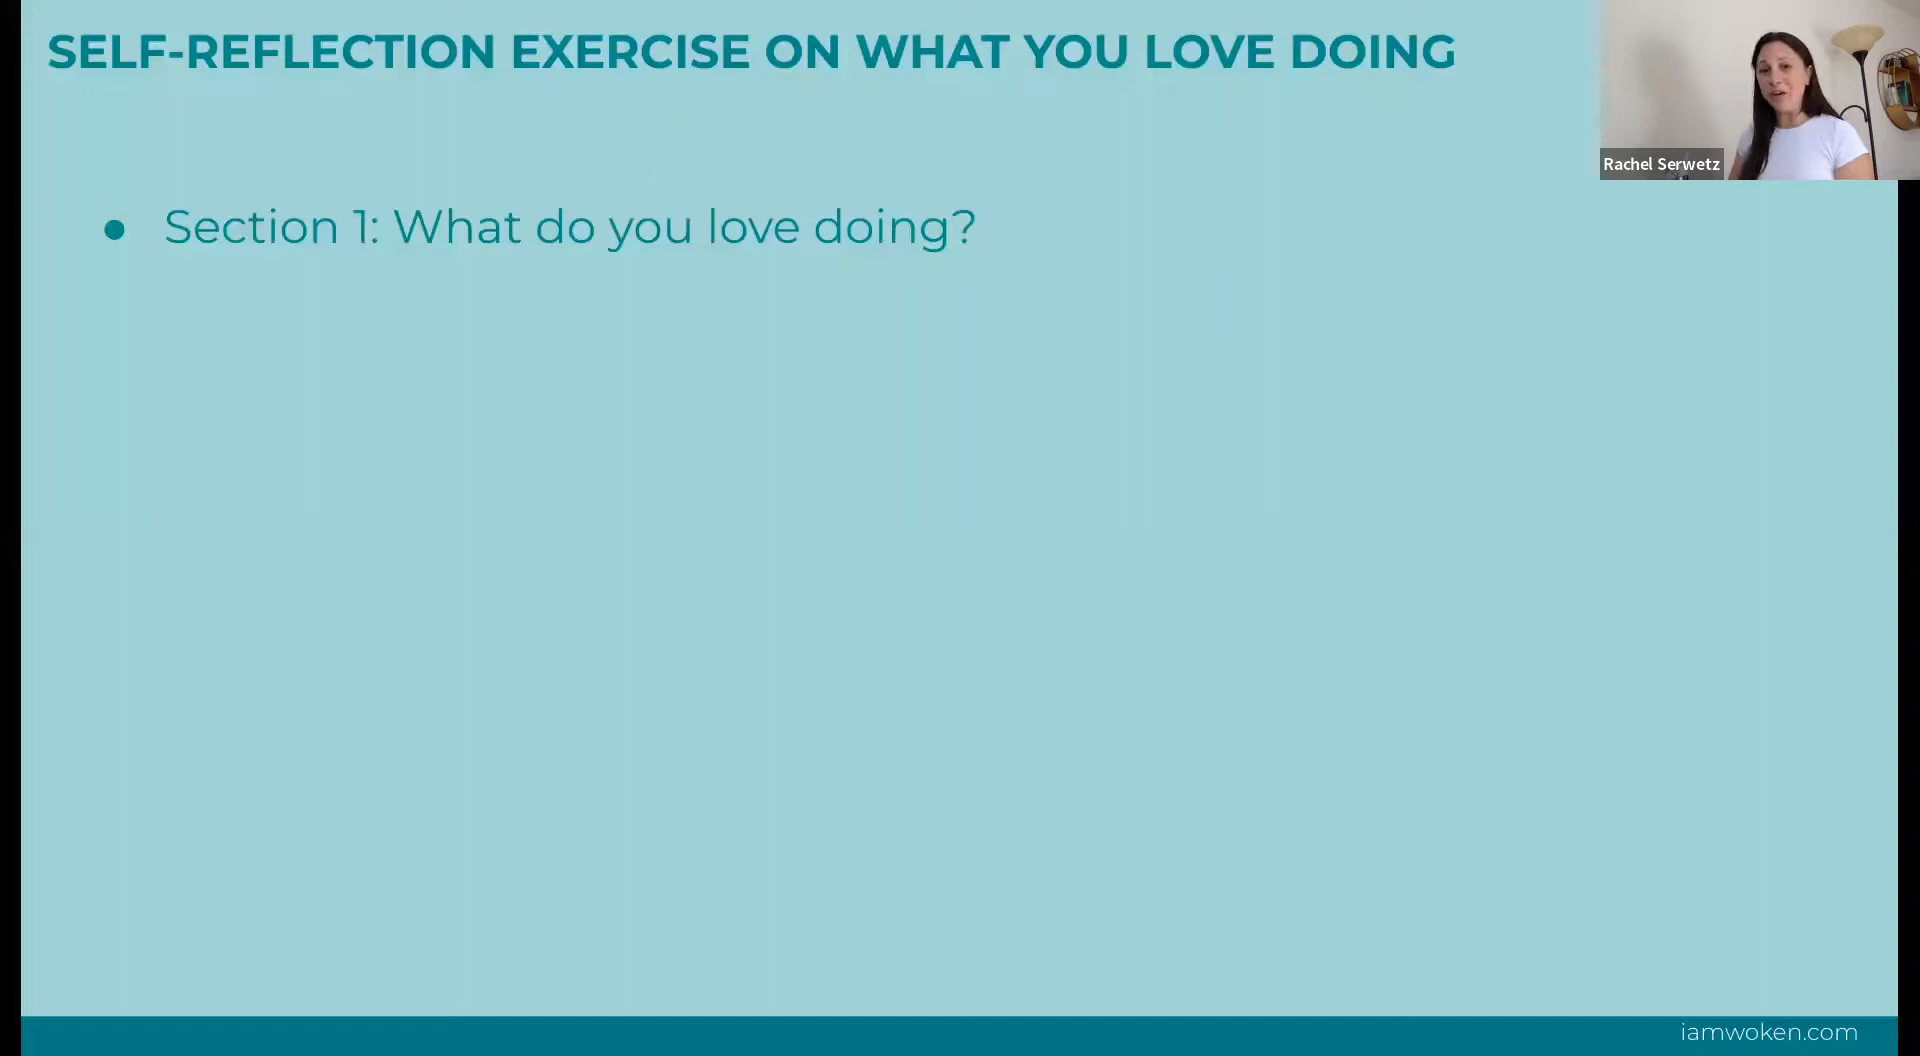 SELF-REFLECTION EXERCISE ON WHAT YOU LOVE DOING
Rachel Serwetz
● Section 1: What do you love doing?
iamwoken.com